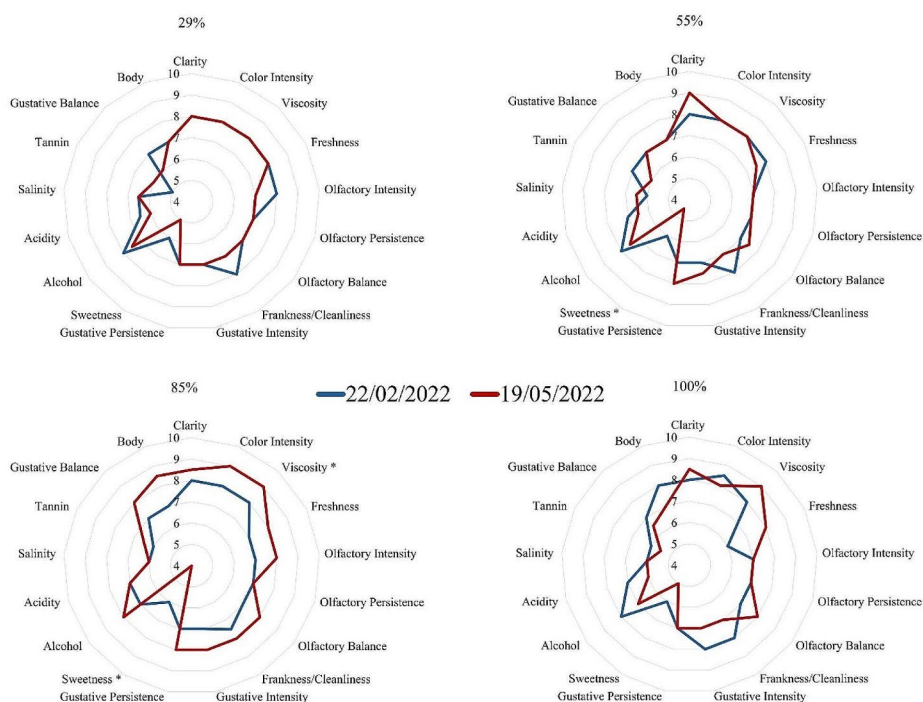 29%
Clarity
Color Intensity
Viscosity
Freshness
Olfactory Intensity
Olfactory Persistence
Olfactory Balance
Frankness/Cleanliness
Gustative Intensity
Gustative Persistence
Sweetness
Alcohol
Acidity
Salinity
Tannin
Gustative Balance
Body
10
9
8
7
6
5
4
55%
Clarity
Color Intensity
Viscosity
Freshness
Olfactory Intensity
Olfactory Persistence
Olfactory Balance
Frankness/Cleanliness
Gustative Intensity
Gustative Persistence
Sweetness *
Alcohol
Acidity
Salinity
Tannin
Gustative Balance
Body
10
9
8
7
6
5
4
22/02/2022 19/05/2022
85%
Clarity
Color Intensity
Viscosity *
Freshness
Olfactory Intensity
Olfactory Persistence
Olfactory Balance
Frankness/Cleanliness
Gustative Intensity
Gustative Persistence
Sweetness *
Alcohol
Acidity
Salinity
Tannin
Gustative Balance
Body
10
9
8
7
6
5
4
100%
Clarity
Color Intensity
Viscosity
Freshness
Olfactory Intensity
Olfactory Persistence
Olfactory Balance
Frankness/Cleanliness
Gustative Intensity
Gustative Persistence
Sweetness
Alcohol
Acidity
Salinity
Tannin
Gustative Balance
Body
10
9
8
7
6
5
4